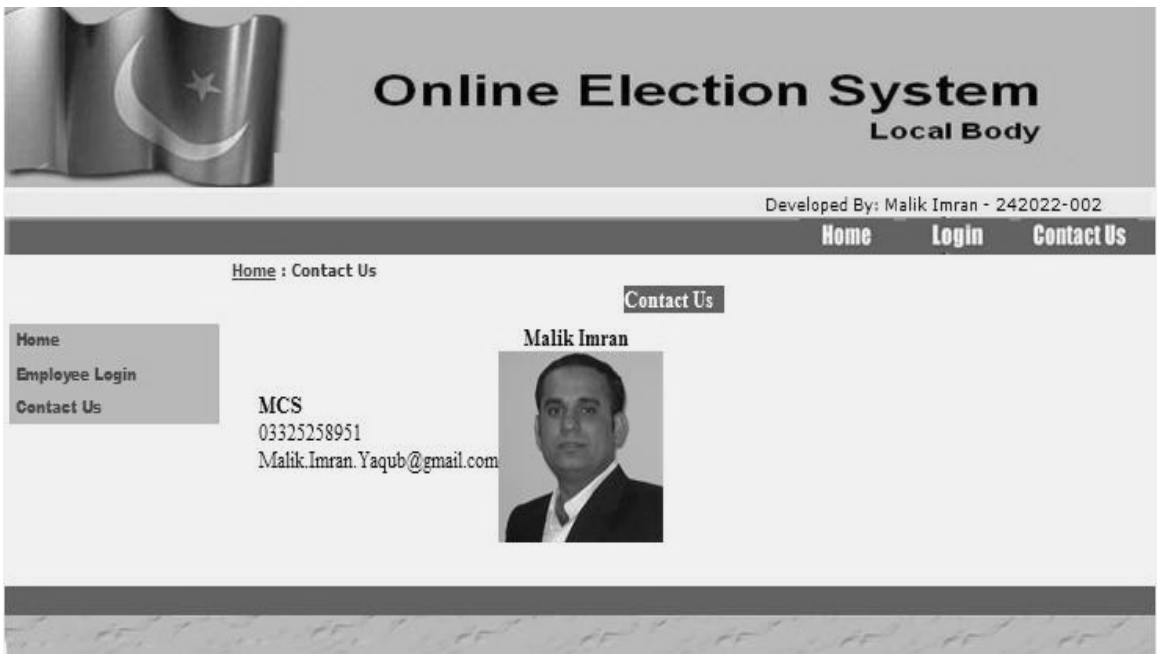 Online Election System
Local Body
Developed By: Malik Imran - 242022-002
Home Login Contact Us
Home : Contact Us
Contact Us
Home
Employee Login
Contact Us
Malik Imran
MCS
03325258951
Malik.Imran.Yaqub@gmail.com